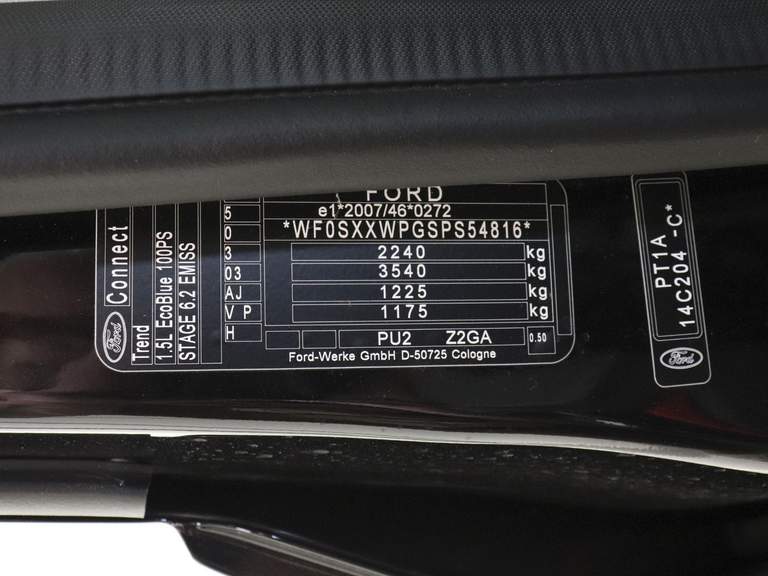 FORD
e1*2007/46*0272
*WF0SXXWPGSPS54816*
2240 kg
3540 kg
1225 kg
1175 kg
PU2 Z2GA 0.50
Ford-Werke GmbH D-50725 Cologne
5
0
3
03
AJ
V P
H
Ford Connect
Trend
1.5L EcoBlue 100PS
STAGE 6.2 EMISS
PT1A
14C204 -C*
Ford